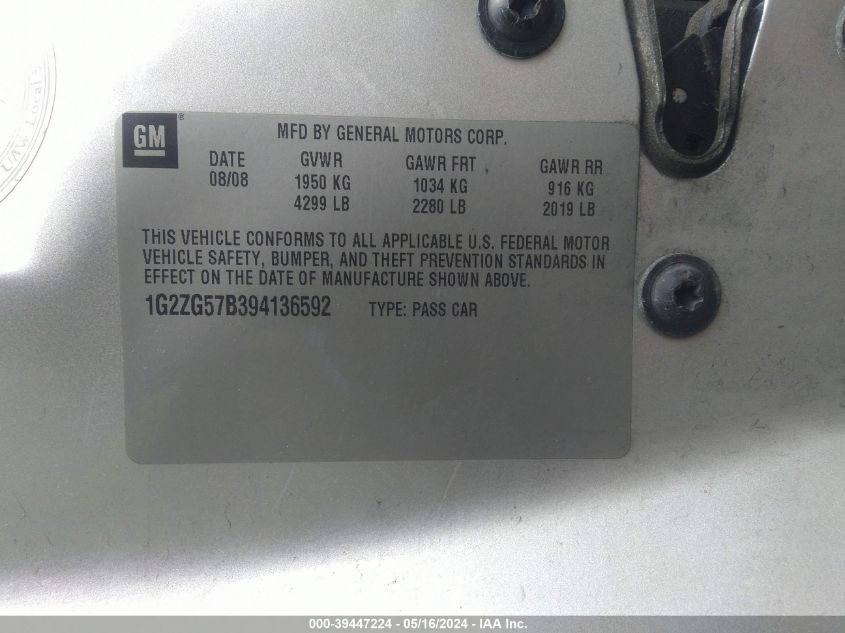 GM
MFD BY GENERAL MOTORS CORP.
DATE GVWR GAWR FRT GAWR RR
08/08 1950 KG 1034 KG 916 KG
4299 LB 2280 LB 2019 LB
THIS VEHICLE CONFORMS TO ALL APPLICABLE U.S. FEDERAL MOTOR
VEHICLE SAFETY, BUMPER, AND THEFT PREVENTION STANDARDS IN
EFFECT ON THE DATE OF MANUFACTURE SHOWN ABOVE.
1G2ZG57B394136592 TYPE: PASS CAR
UAW Local
000-39447224 - 05/16/2024 - IAA Inc.